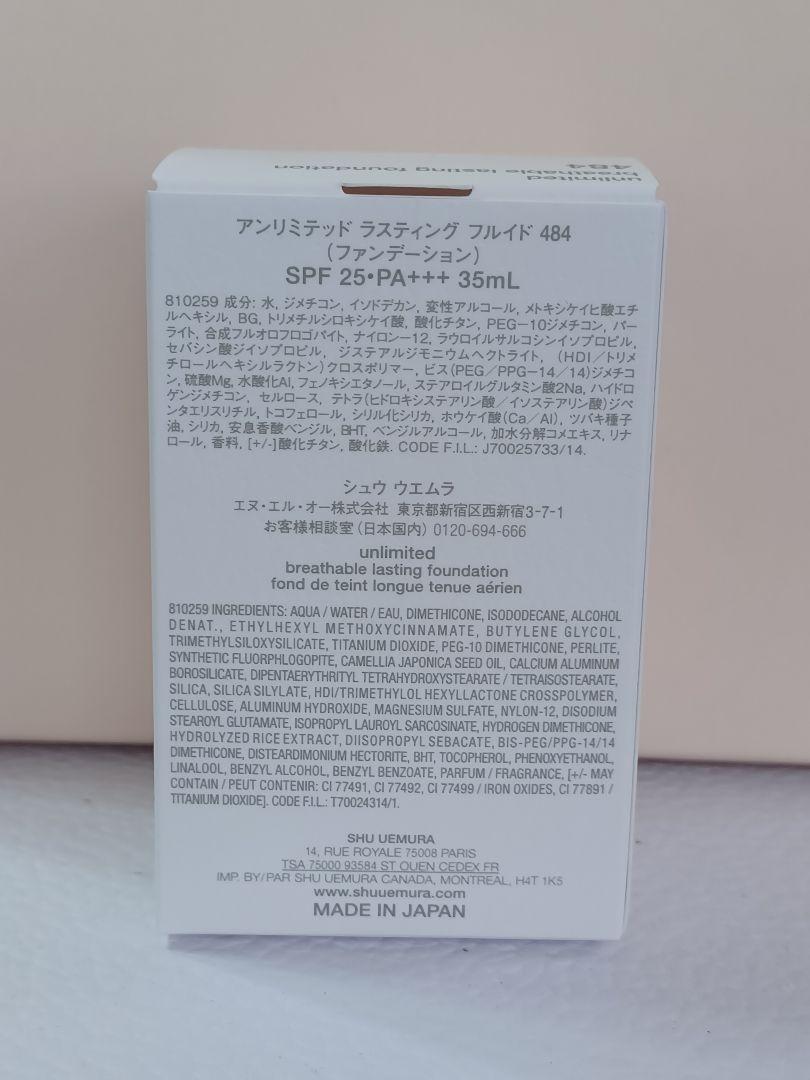 unlimited
breathable lasting foundation
484
アンリミテッド ラスティング フルイド 484
(ファンデーション)
SPF 25•PA+++ 35mL
810259 成分: 水, ジメチコン, イソドデカン, 変性アルコール, メトキシケイヒ酸エチ
ルヘキシル, BG, トリメチルシロキシケイ酸, 酸化チタン, PEG-10ジメチコン, パー
ライト, 合成フルオロフロゴパイト, ナイロン-12, ラウロイルサルコシンイソプロピル,
セバシン酸ジイソプロピル, ジステアルジモニウムヘクトライト, (HDI/トリメ
チロールヘキシルラクトン)クロスポリマー, ビス(PEG/PPG-14/14)ジメチコ
ン, 硫酸Mg, 水酸化Al, フェノキシエタノール, ステアロイルグルタミン酸2Na, ハイドロ
ゲンジメチコン, セルロース, テトラ(ヒドロキシステアリン酸/イソステアリン酸)ジペ
ンタエリスリチル, トコフェロール, シリル化シリカ, ホウケイ酸(Ca/Al), ツバキ種子
油, シリカ, 安息香酸ベンジル, BHT, ベンジルアルコール, 加水分解コメエキス, リナ
ロール, 香料, [+/-]酸化チタン, 酸化鉄. CODE F.I.L.: J70025733/14.
シュウ ウエムラ
エヌ・エル・オー株式会社 東京都新宿区西新宿3-7-1
お客様相談室(日本国内) 0120-694-666
unlimited
breathable lasting foundation
fond de teint longue tenue aérien
810259 INGREDIENTS: AQUA / WATER / EAU, DIMETHICONE, ISODODECANE, ALCOHOL
DENAT., ETHYLHEXYL METHOXYCINNAMATE, BUTYLENE GLYCOL,
TRIMETHYLSILOXYSILICATE, TITANIUM DIOXIDE, PEG-10 DIMETHICONE, PERLITE,
SYNTHETIC FLUORPHLOGOPITE, CAMELLIA JAPONICA SEED OIL, CALCIUM ALUMINUM
BOROSILICATE, DIPENTAERYTHRITYL TETRAHYDROXYSTEARATE / TETRAISOSTEARATE,
SILICA, SILICA SILYLATE, HDI/TRIMETHYLOL HEXYLLACTONE CROSSPOLYMER,
CELLULOSE, ALUMINUM HYDROXIDE, MAGNESIUM SULFATE, NYLON-12, DISODIUM
STEAROYL GLUTAMATE, ISOPROPYL LAUROYL SARCOSINATE, HYDROGEN DIMETHICONE,
HYDROLYZED RICE EXTRACT, DIISOPROPYL SEBACATE, BIS-PEG/PPG-14/14
DIMETHICONE, DISTEARDIMONIUM HECTORITE, BHT, TOCOPHEROL, PHENOXYETHANOL,
LINALOOL, BENZYL ALCOHOL, BENZYL BENZOATE, PARFUM / FRAGRANCE, [+/- MAY
CONTAIN / PEUT CONTENIR: CI 77491, CI 77492, CI 77499 / IRON OXIDES, CI 77891 /
TITANIUM DIOXIDE]. CODE F.I.L.: T70024314/1.
SHU UEMURA
14, RUE ROYALE 75008 PARIS
TSA 75000 93584 ST OUEN CEDEX FR
IMP. BY/PAR SHU UEMURA CANADA, MONTREAL, H4T 1K5
www.shuuemura.com
MADE IN JAPAN